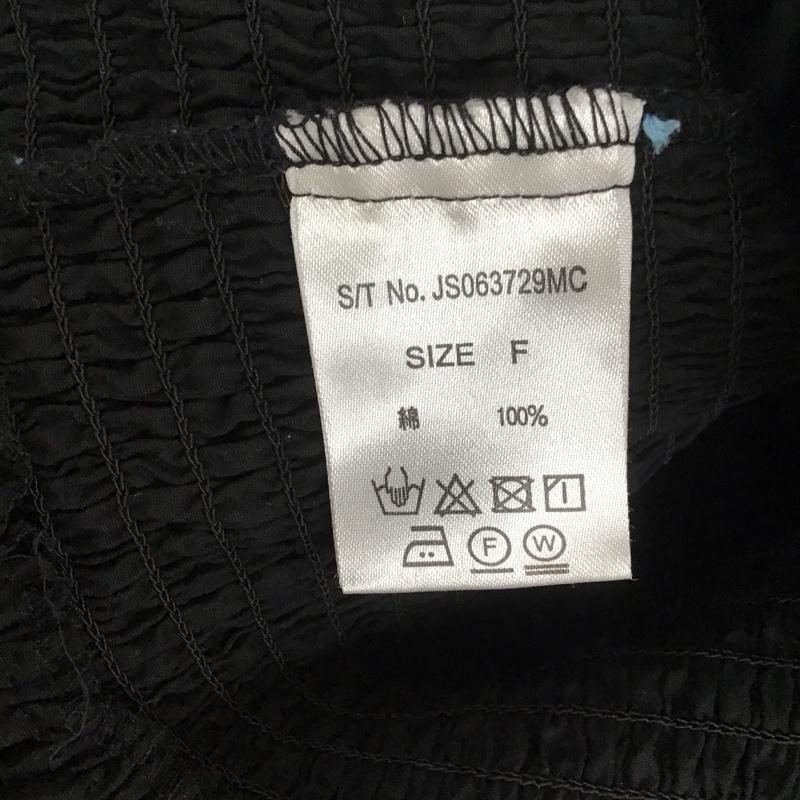 S/T No. JS063729MC
SIZE F
綿 100%
F W